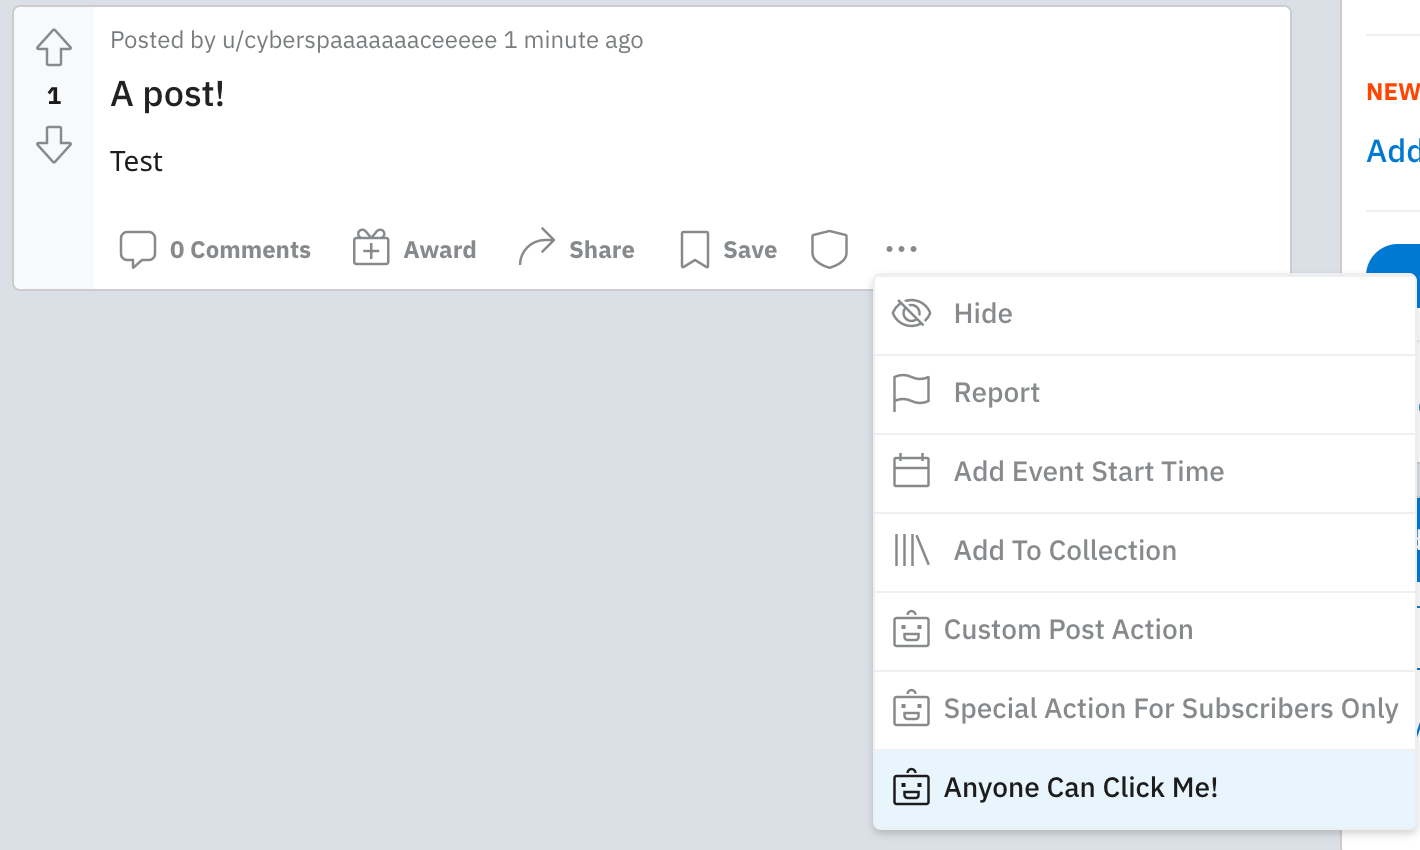 Posted by u/cyberspaaaaaaaceeeee 1 minute ago
1
A post!
Test
0 Comments Award Share Save
Hide
Report
Add Event Start Time
Add To Collection
Custom Post Action
Special Action For Subscribers Only
Anyone Can Click Me!
NEW
Add